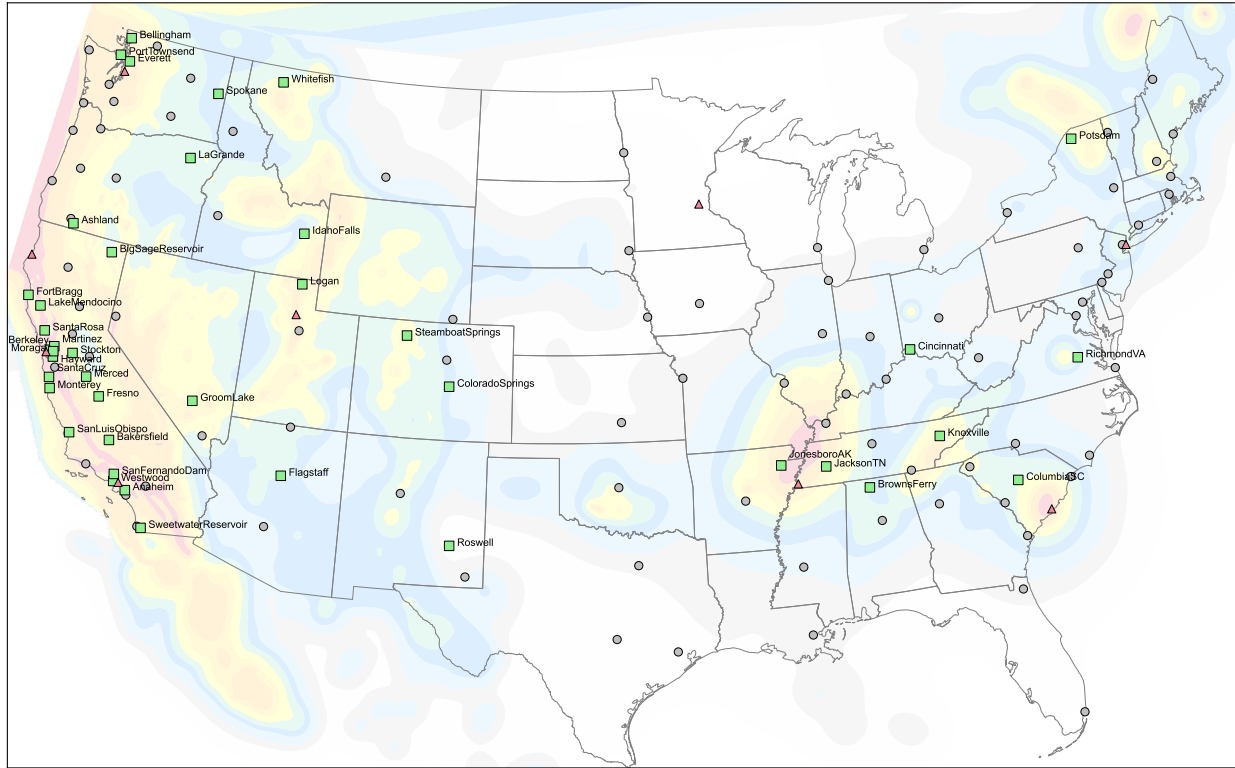 Bellingham
PortTownsend
Everett
Whitefish
Spokane
Potsdam
LaGrande
Ashland
IdahoFalls
BigSageReservoir
Logan
FortBragg
LakeMendocino
SantaRosa
SteamboatSprings
Berkeley
Martinez
Moraga
Stockton
Cincinnati
RichmondVA
Hayward
SantaCruz
Merced
Monterey
ColoradoSprings
Fresno
GroomLake
SanLuisObispo
Bakersfield
Knoxville
JonesboroAK
JacksonTN
SanFernandoDam
Flagstaff
Westwood
ColumbiaSC
Anaheim
BrownsFerry
SweetwaterReservoir
Roswell